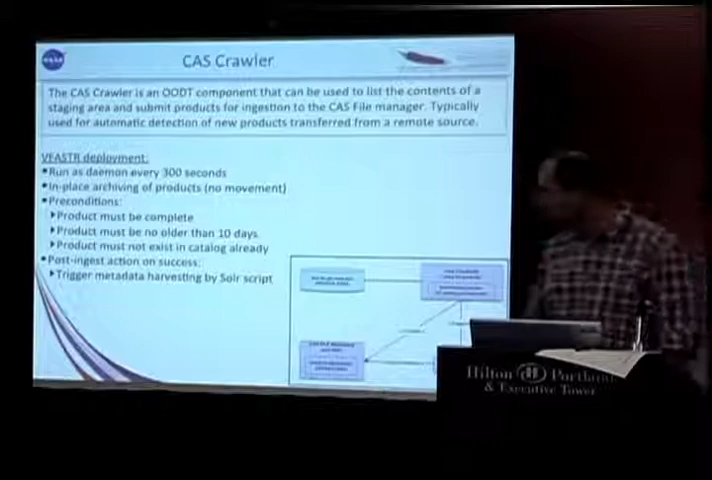 NASA
CAS Crawler
The CAS Crawler is an OODT component that can be used to list the contents of a
staging area and submit products for ingestion to the CAS File manager. Typically
used for automatic detection of new products transferred from a remote source.
VFASTR deployment:
•Run as daemon every 300 seconds
•In-place archiving of products (no movement)
•Preconditions:
Product must be complete
Product must be no older than 10 days
Product must not exist in catalog already
•Post-ingest action on success:
Trigger metadata harvesting by Solr script
Hilton Portland
& Executive Tower